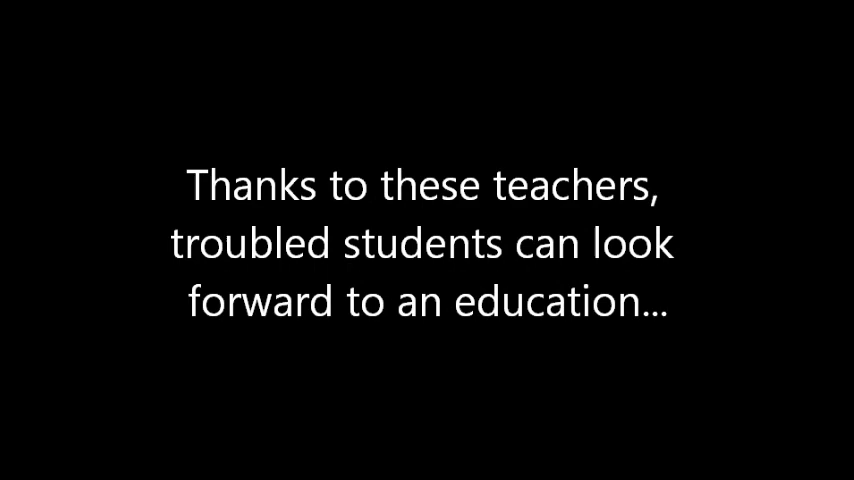 Thanks to these teachers,
troubled students can look
forward to an education...